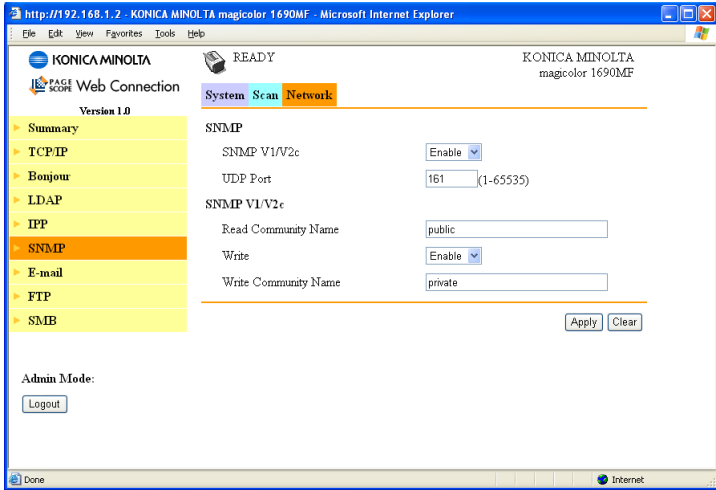 http://192.168.1.2 - KONICA MINOLTA magicolor 1690MF - Microsoft Internet Explorer
File Edit View Favorites Tools Help
KONICA MINOLTA
PAGE SCOPE Web Connection
Version 1.0
READY
KONICA MINOLTA
magicolor 1690MF
System Scan Network
Summary
TCP/IP
Bonjour
LDAP
IPP
SNMP
E-mail
FTP
SMB
Admin Mode:
Logout
SNMP
SNMP V1/V2c Enable
UDP Port 161 (1-65535)
SNMP V1/V2c
Read Community Name public
Write Enable
Write Community Name private
Apply Clear
Done Internet